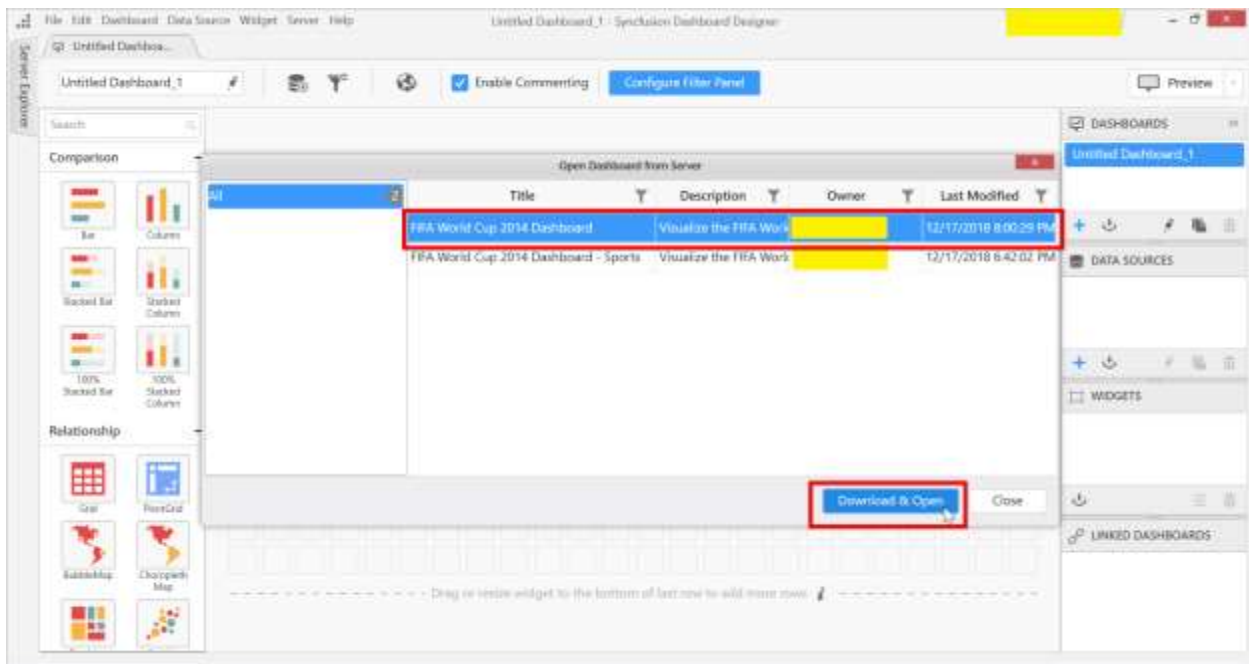 File Edit Dashboard Data Source Widget Server Help
Untitled Dashboard_1 - Syncfusion Dashboard Designer
Server Explorer
Untitled Dashboa...
Untitled Dashboard_1
Enable Commenting
Configure Filter Panel
Preview
Search
Comparison
Bar
Column
Stacked Bar
Stacked
Column
100%
Stacked Bar
100%
Stacked
Column
Relationship
Grid
PivotGrid
BubbleMap
Choropleth
Map
Open Dashboard from Server
All
Title Description Owner Last Modified
FIFA World Cup 2014 Dashboard Visualize the FIFA Worl 12/17/2018 8:00:29 PM
FIFA World Cup 2014 Dashboard - Sports Visualize the FIFA Worl 12/17/2018 6:42:02 PM
Download & Open
Close
Drag or resize widget to the bottom of last row to add more rows
DASHBOARDS
Untitled Dashboard_1
DATA SOURCES
WIDGETS
LINKED DASHBOARDS